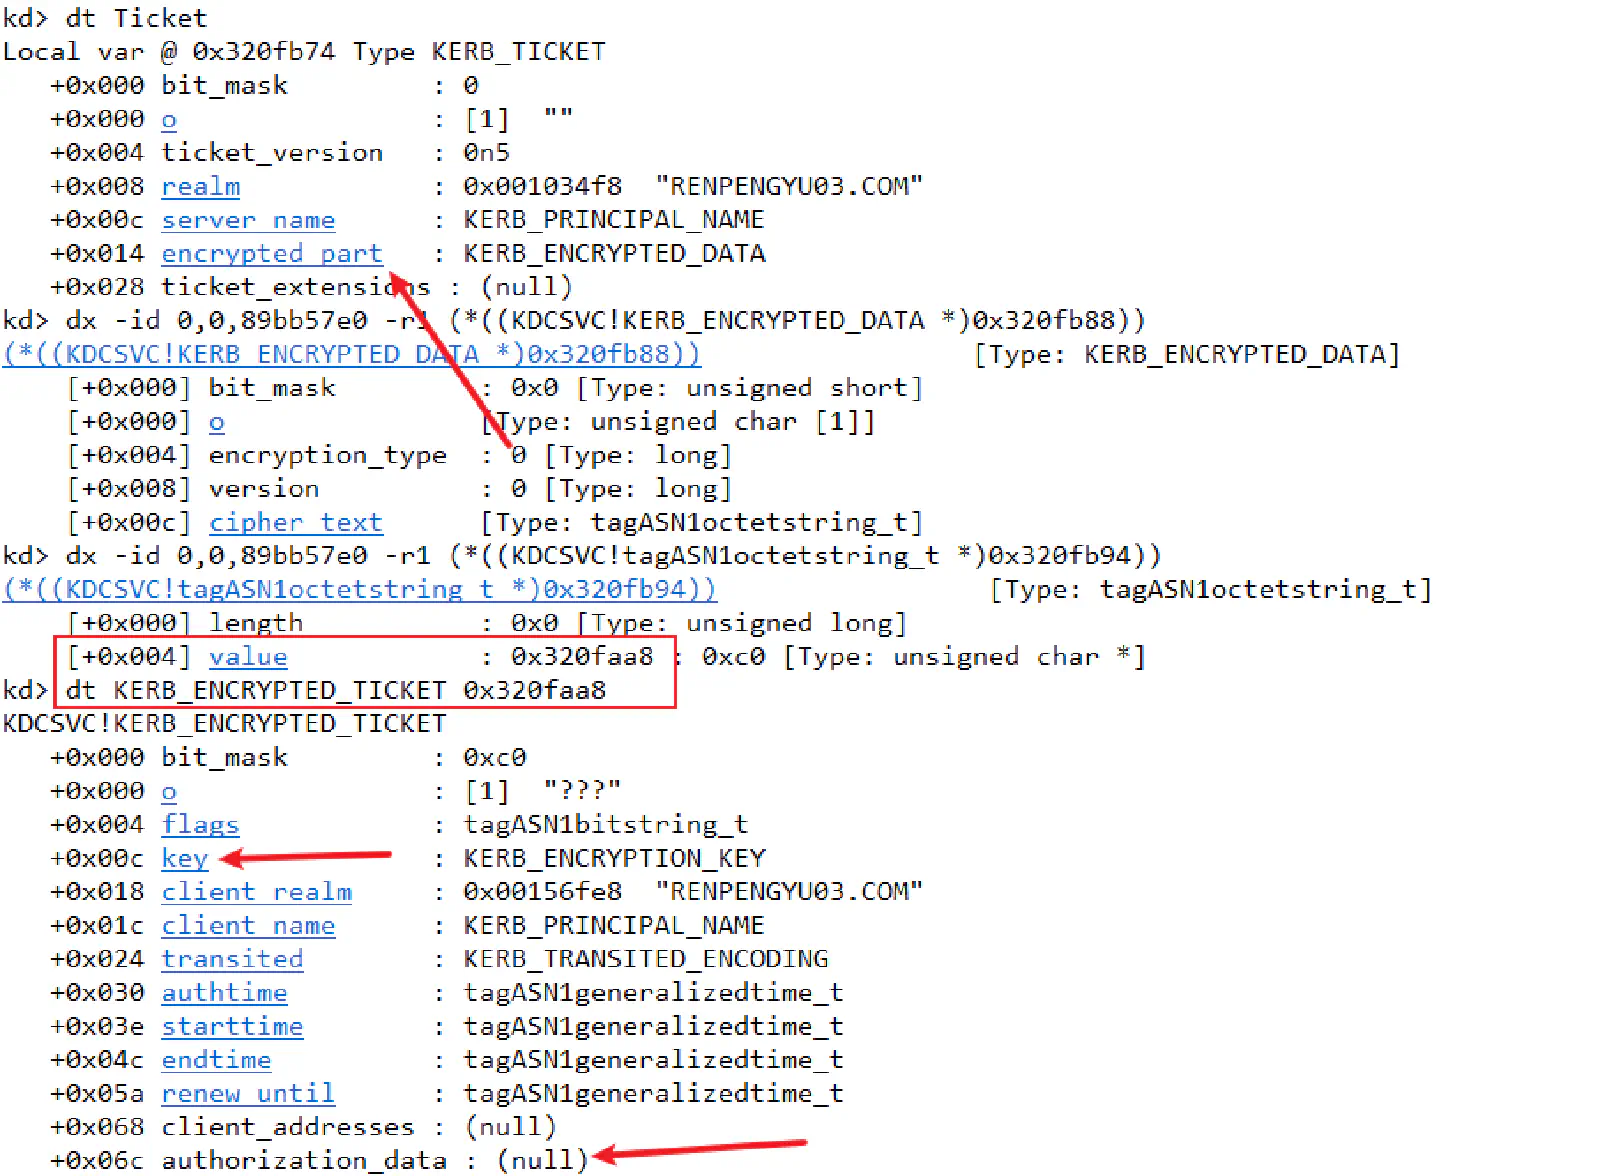 kd> dt Ticket
Local var @ 0x320fb74 Type KERB_TICKET
+0x000 bit_mask : 0
+0x000 o : [1] ""
+0x004 ticket_version : 0n5
+0x008 realm : 0x001034f8 "RENPENGYU03.COM"
+0x00c server_name : KERB_PRINCIPAL_NAME
+0x014 encrypted_part : KERB_ENCRYPTED_DATA
+0x028 ticket_extensions : (null)
kd> dx -id 0,0,89bb57e0 -r1 (*((KDCSVC!KERB_ENCRYPTED_DATA *)0x320fb88))
(*((KDCSVC!KERB_ENCRYPTED_DATA *)0x320fb88)) [Type: KERB_ENCRYPTED_DATA]
[+0x000] bit_mask : 0x0 [Type: unsigned short]
[+0x000] o [Type: unsigned char [1]]
[+0x004] encryption_type : 0 [Type: long]
[+0x008] version : 0 [Type: long]
[+0x00c] cipher_text [Type: tagASN1octetstring_t]
kd> dx -id 0,0,89bb57e0 -r1 (*((KDCSVC!tagASN1octetstring_t *)0x320fb94))
(*((KDCSVC!tagASN1octetstring_t *)0x320fb94)) [Type: tagASN1octetstring_t]
[+0x000] length : 0x0 [Type: unsigned long]
[+0x004] value : 0x320faa8 : 0xc0 [Type: unsigned char *]
kd> dt KERB_ENCRYPTED_TICKET 0x320faa8
KDCSVC!KERB_ENCRYPTED_TICKET
+0x000 bit_mask : 0xc0
+0x000 o : [1] "???"
+0x004 flags : tagASN1bitstring_t
+0x00c key : KERB_ENCRYPTION_KEY
+0x018 client_realm : 0x00156fe8 "RENPENGYU03.COM"
+0x01c client_name : KERB_PRINCIPAL_NAME
+0x024 transited : KERB_TRANSITED_ENCODING
+0x030 authtime : tagASN1generalizedtime_t
+0x03e starttime : tagASN1generalizedtime_t
+0x04c endtime : tagASN1generalizedtime_t
+0x05a renew_until : tagASN1generalizedtime_t
+0x068 client_addresses : (null)
+0x06c authorization_data : (null)